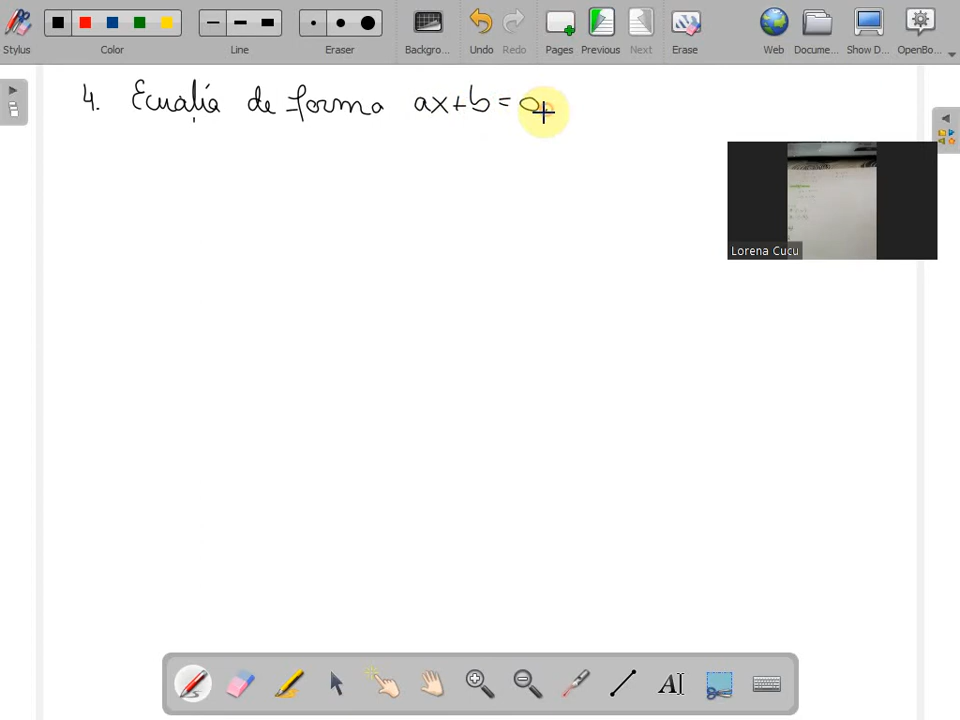 Stylus Color Line Eraser Backgro... Undo Redo Pages Previous Next Erase Web Docume... Show D... OpenBo...
4. Ecuația de forma ax+b=0
Lorena Cucu